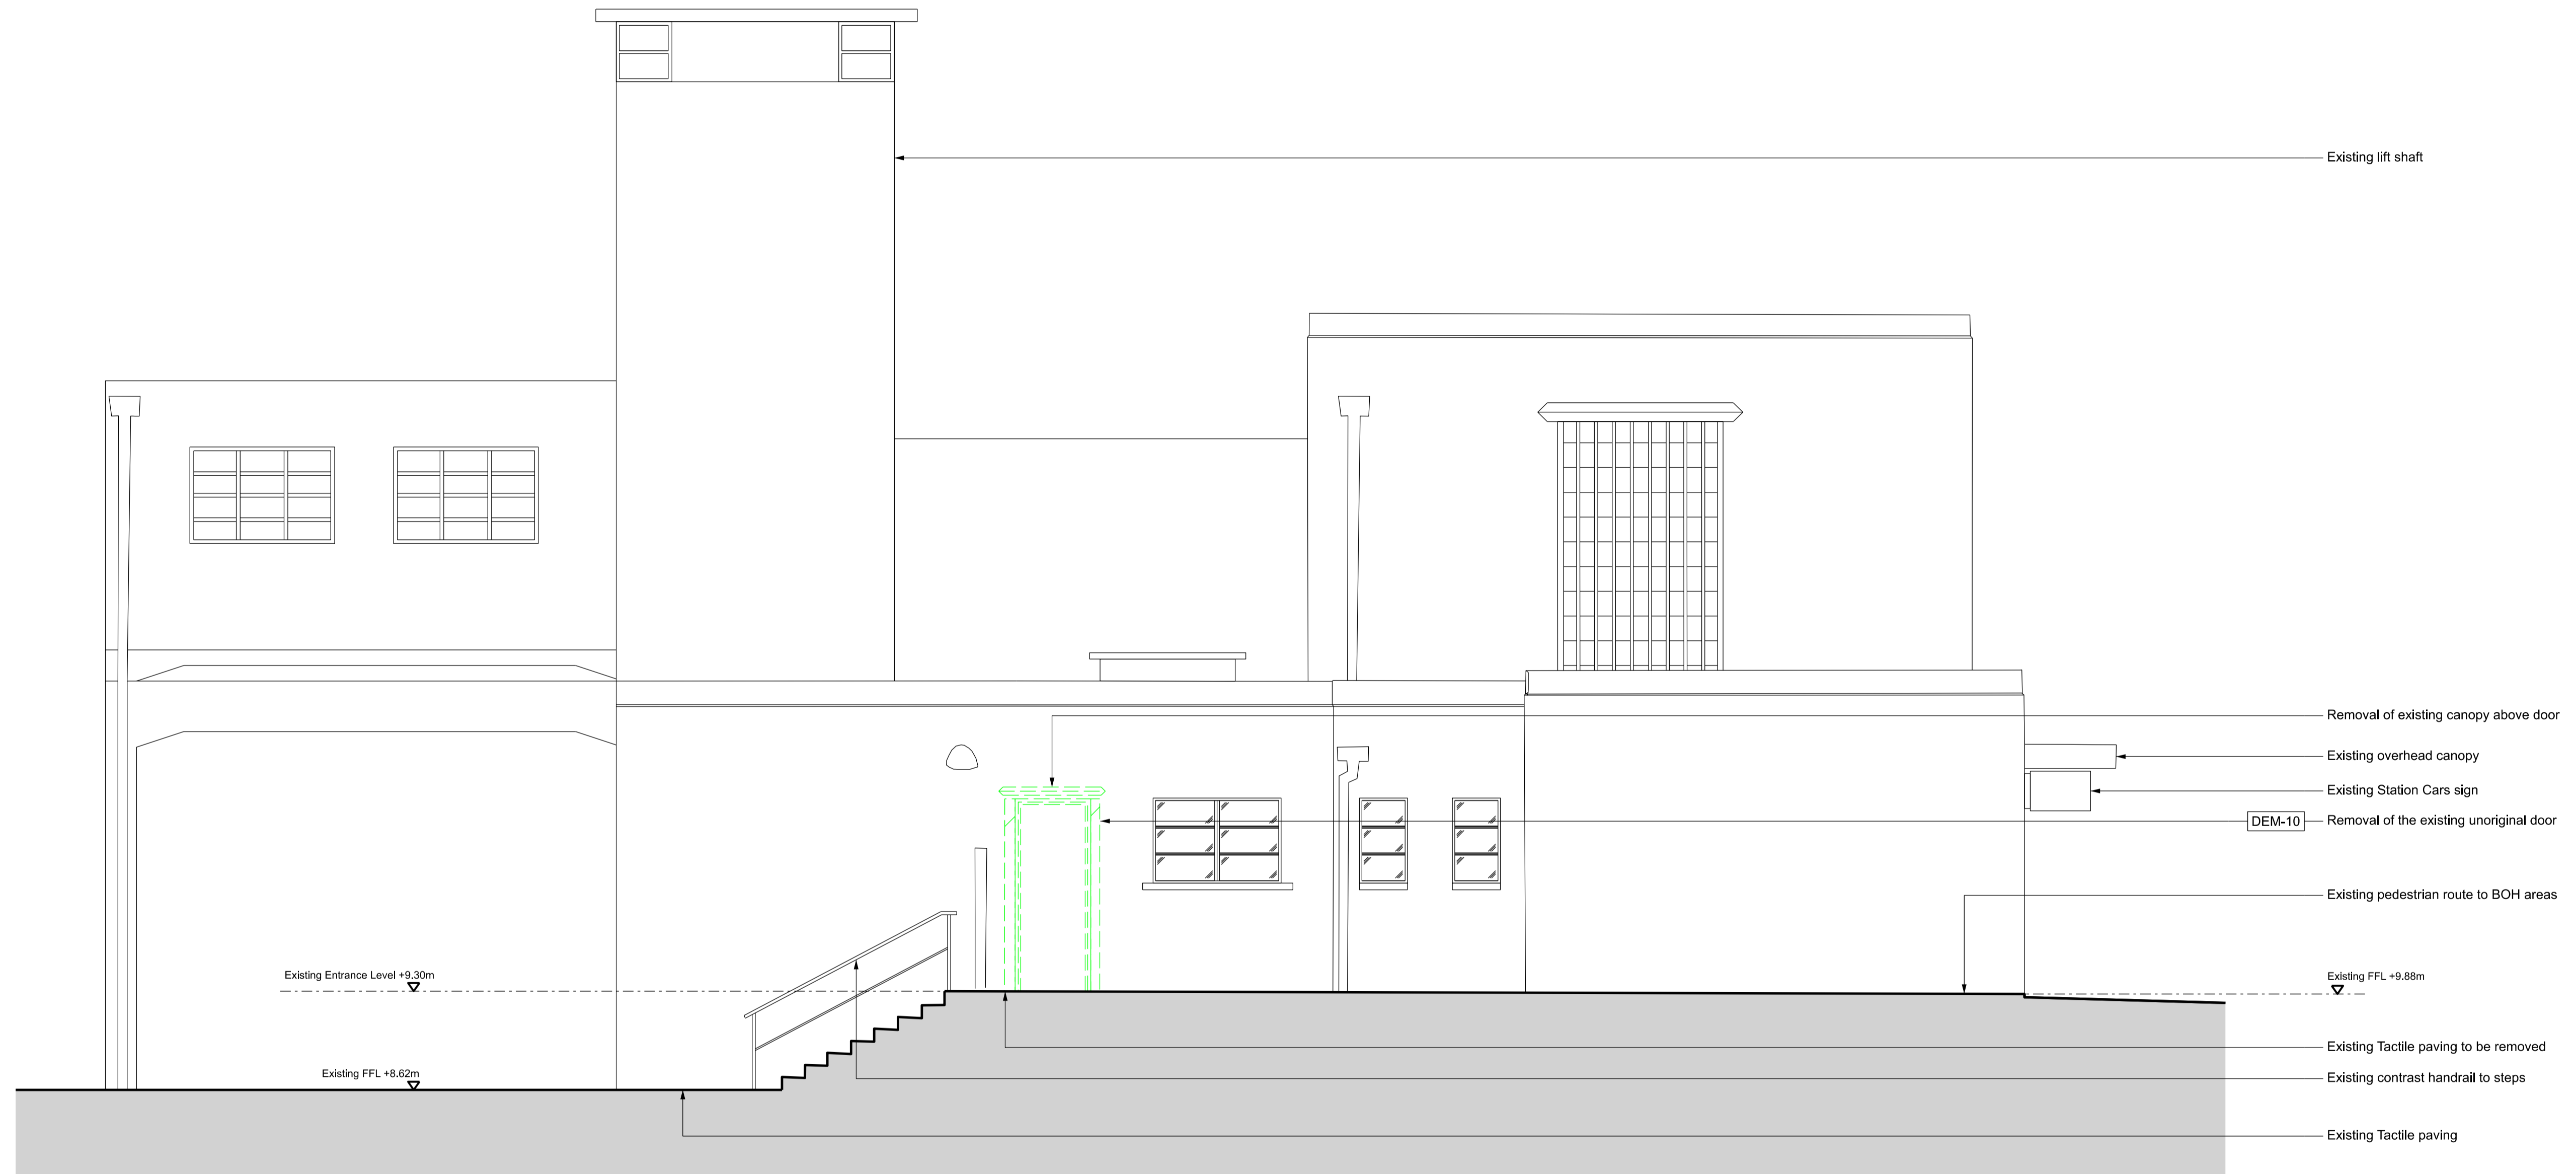 Existing lift shaft
Removal of existing canopy above door
Existing overhead canopy
Existing Station Cars sign
DEM-10 Removal of the existing unoriginal door
Existing pedestrian route to BOH areas
Existing Entrance Level +9.30m
Existing FFL +9.88m
Existing Tactile paving to be removed
Existing FFL +8.62m
Existing contrast handrail to steps
Existing Tactile paving